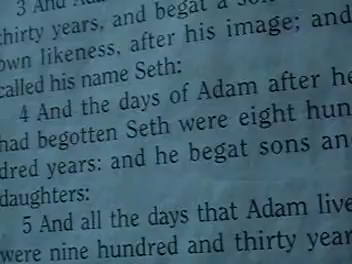 3 And
thirty years, and begat a
own likeness, after his image; and
called his name Seth:
4 And the days of Adam after he
had begotten Seth were eight hun
dred years: and he begat sons an
daughters:
5 And all the days that Adam live
were nine hundred and thirty year